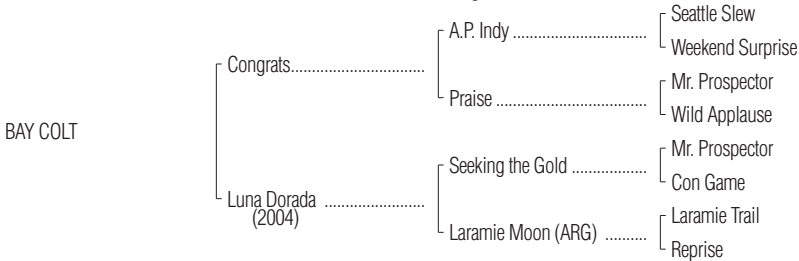 Seattle Slew
A.P. Indy ................................
Weekend Surprise
Congrats................................
Mr. Prospector
Praise ....................................
Wild Applause
BAY COLT
Mr. Prospector
Seeking the Gold ..................
Con Game
Luna Dorada ........................
(2004)
Laramie Trail
Laramie Moon (ARG) ..........
Reprise